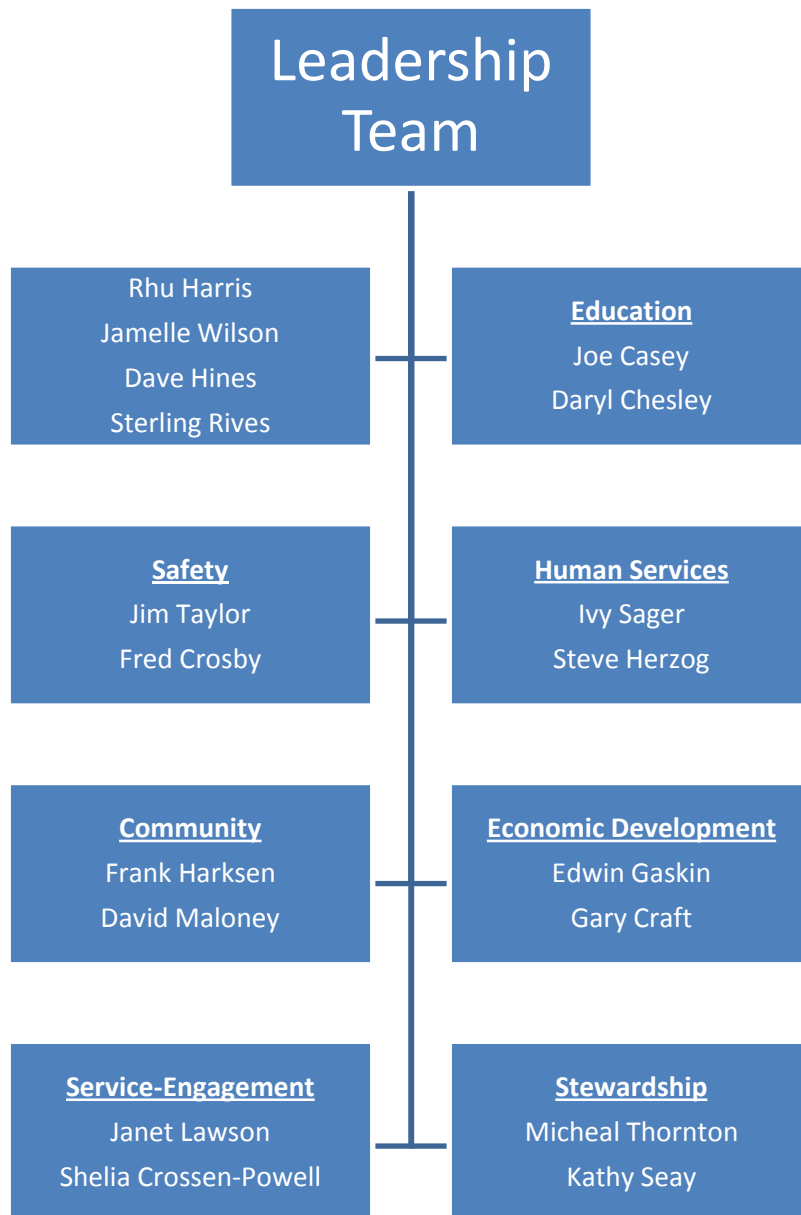 Leadership
Team
Rhu Harris
Jamelle Wilson
Dave Hines
Sterling Rives
Education
Joe Casey
Daryl Chesley
Safety
Jim Taylor
Fred Crosby
Human Services
Ivy Sager
Steve Herzog
Community
Frank Harksen
David Maloney
Economic Development
Edwin Gaskin
Gary Craft
Service-Engagement
Janet Lawson
Shelia Crossen-Powell
Stewardship
Micheal Thornton
Kathy Seay